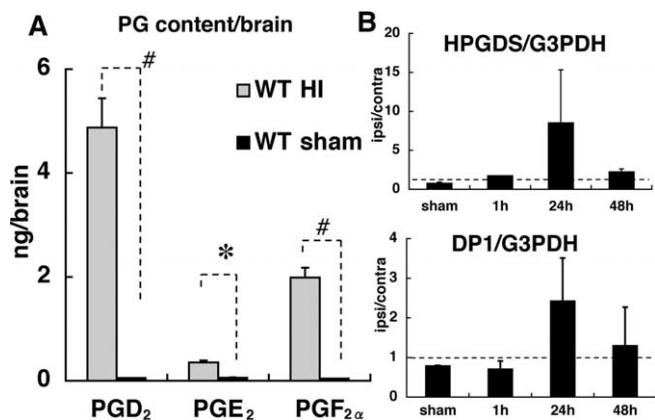 A PG content/brain
6
4
2
0
ng/brain
#
*
#
WT HI
WT sham
PGD2 PGE2 PGF2α
B
HPGDS/G3PDH
20
15
10
5
0
ipsi/contra
sham 1h 24h 48h
DP1/G3PDH
4
3
2
1
0
ipsi/contra
sham 1h 24h 48h